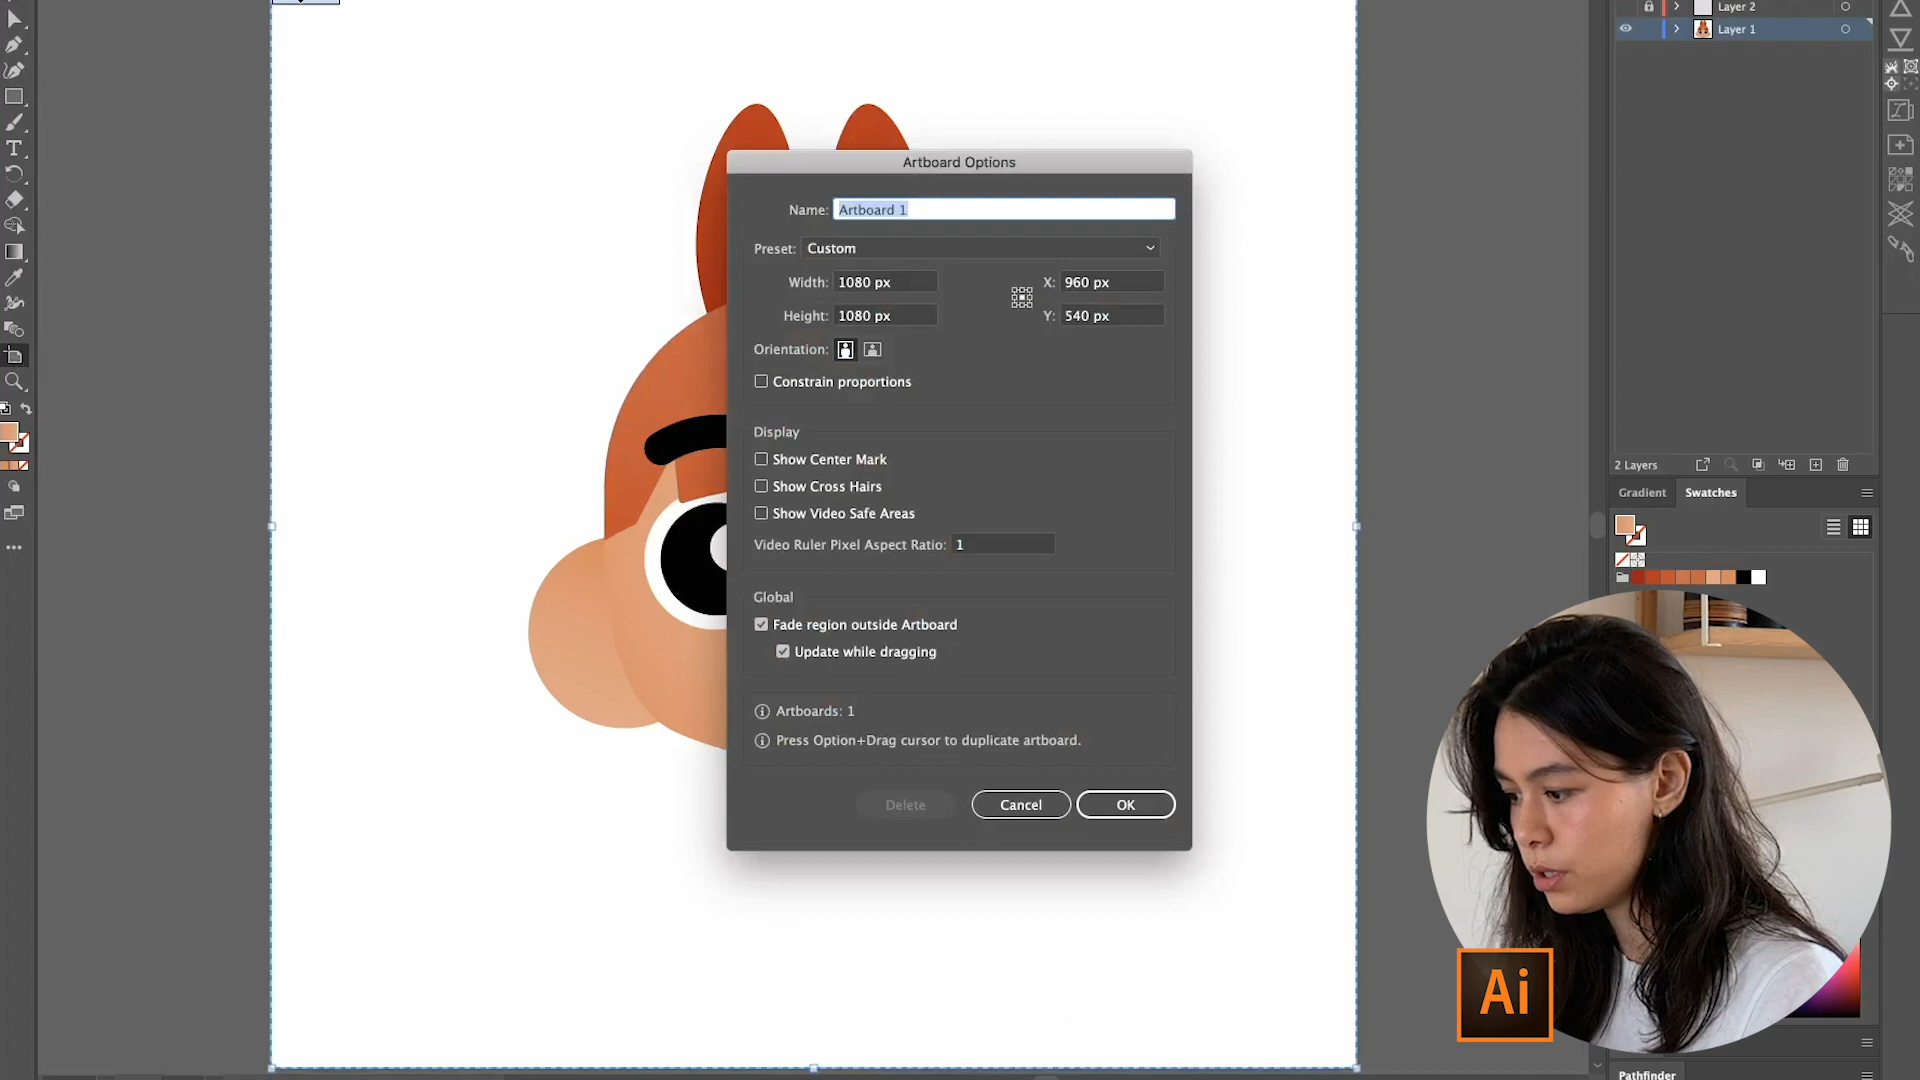 Layer 2
Layer 1
Artboard Options
Name: Artboard 1
Preset: Custom
Width: 1080 px
X: 960 px
Height: 1080 px
Y: 540 px
Orientation:
Constrain proportions
Display
Show Center Mark
Show Cross Hairs
Show Video Safe Areas
Video Ruler Pixel Aspect Ratio: 1
Global
Fade region outside Artboard
Update while dragging
Artboards: 1
Press Option+Drag cursor to duplicate artboard.
Delete
Cancel
OK
2 Layers
Gradient
Swatches
Ai
Pathfinder